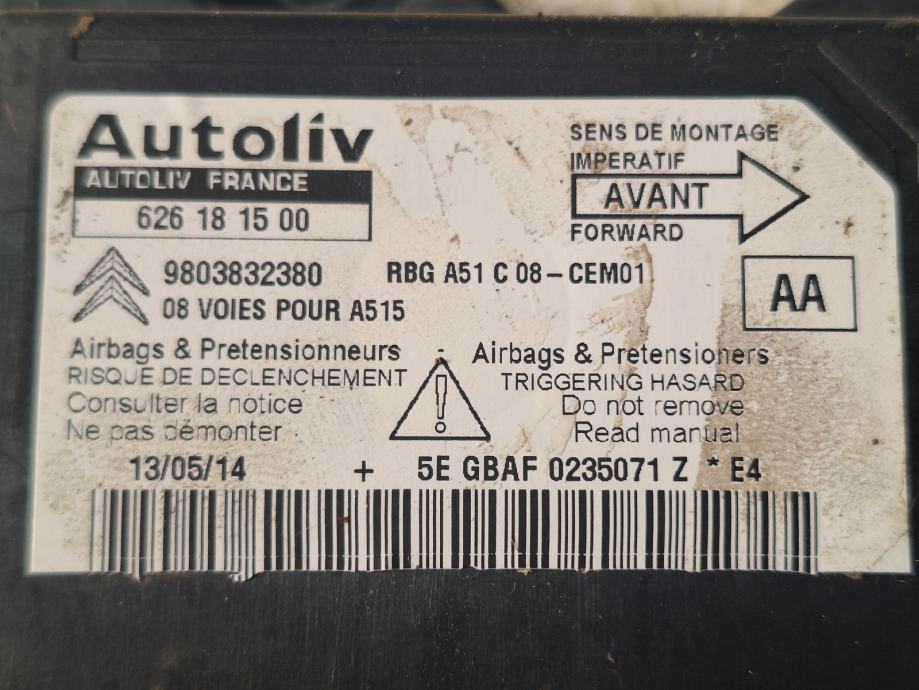 Autoliv
AUTOLIV FRANCE
626 18 15 00
SENS DE MONTAGE
IMPERATIF
AVANT
FORWARD
9803832380 RBG A51 C 08-CEM01
08 VOIES POUR A515
AA
Airbags & Pretensionneurs
RISQUE DE DECLENCHEMENT
Consulter la notice
Ne pas démonter
- Airbags & Pretensioners
TRIGGERING HASARD
Do not remove
Read manual
13/05/14 + 5E GBAF 0235071 Z * E4